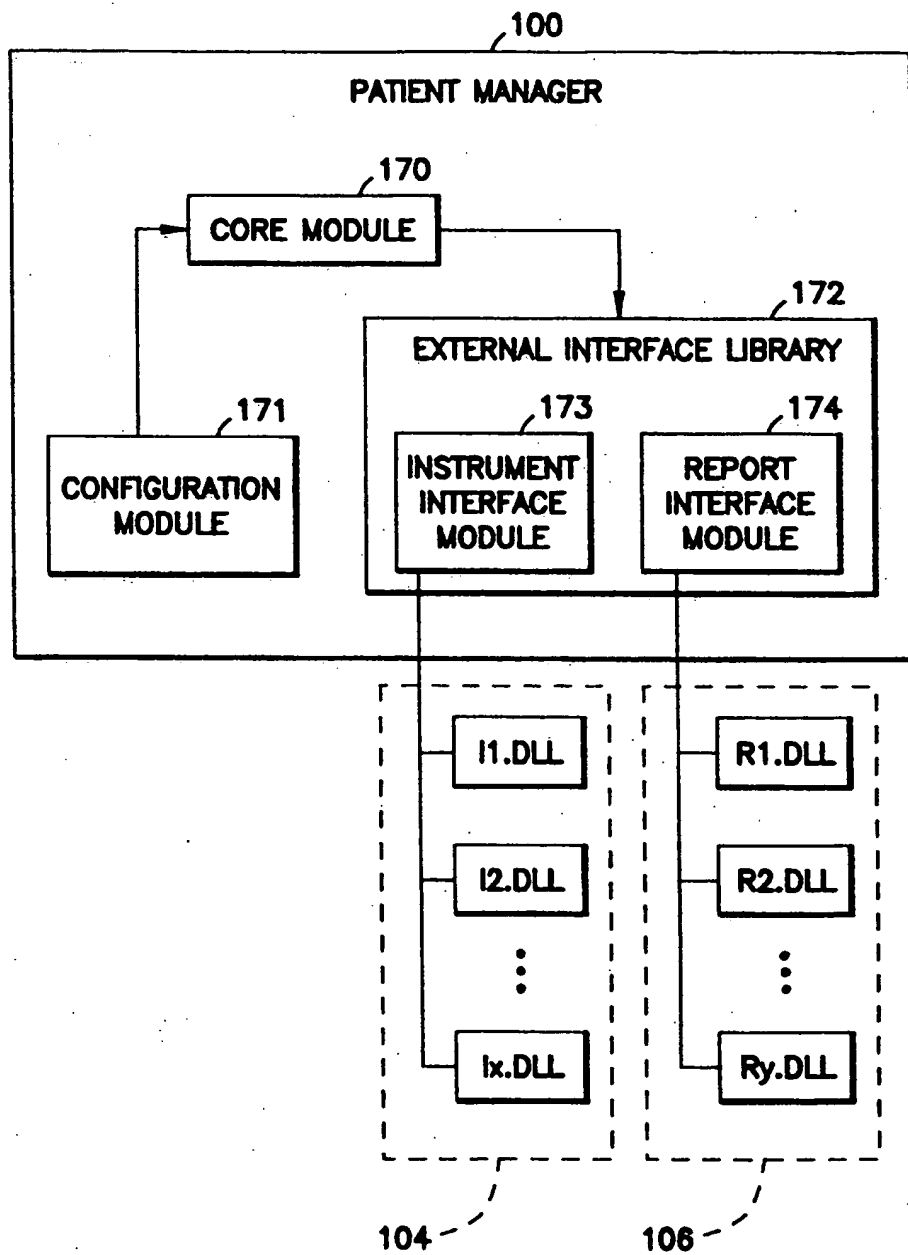 100
PATIENT MANAGER
170
CORE MODULE
172
EXTERNAL INTERFACE LIBRARY
171
CONFIGURATION
MODULE
173
INSTRUMENT
INTERFACE
MODULE
174
REPORT
INTERFACE
MODULE
I1.DLL
R1.DLL
I2.DLL
R2.DLL
Ix.DLL
Ry.DLL
104
106